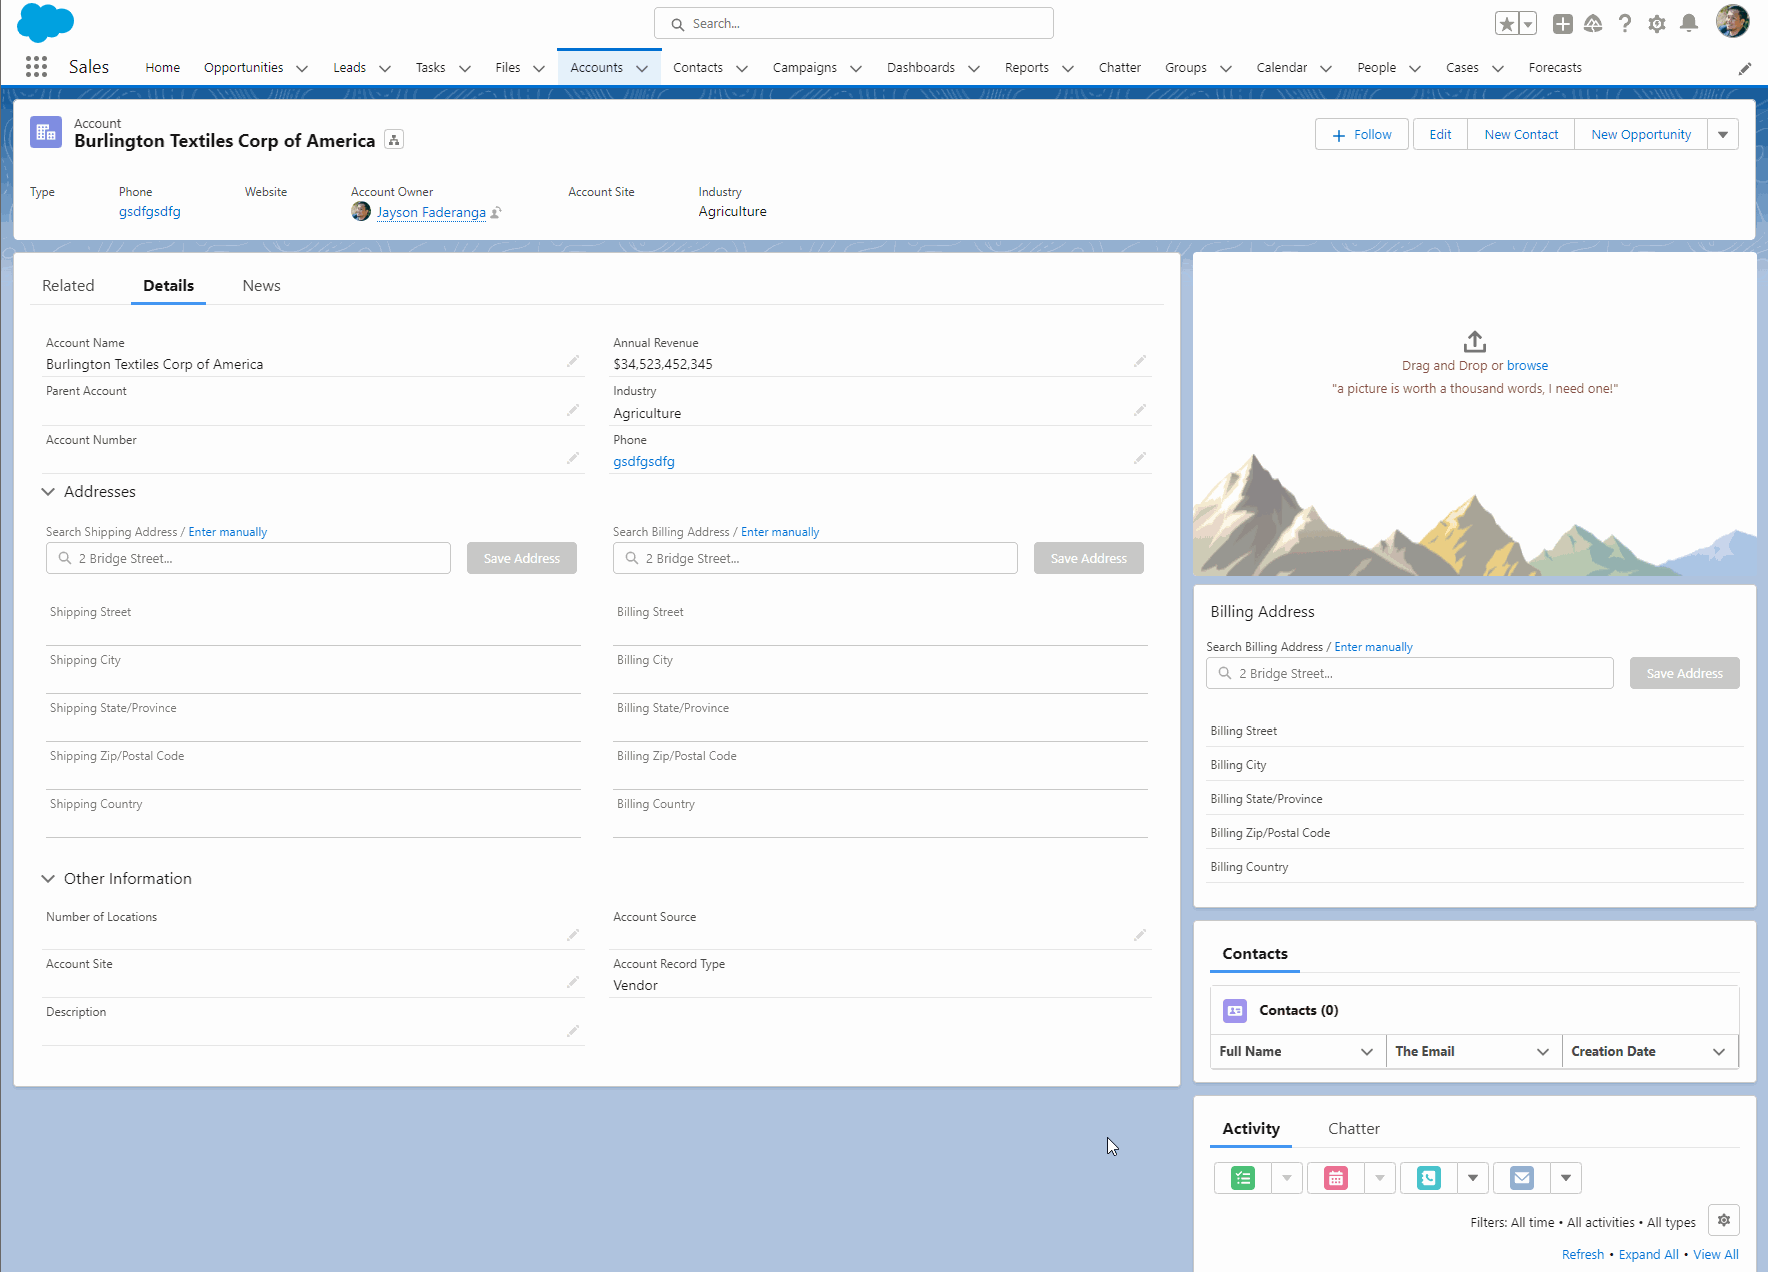 Search...
Sales
Home
Opportunities
Leads
Tasks
Files
Accounts
Contacts
Campaigns
Dashboards
Reports
Chatter
Groups
Calendar
People
Cases
Forecasts
Account
Burlington Textiles Corp of America
Follow
Edit
New Contact
New Opportunity
Type
Phone
gsdfgsdfg
Website
Account Owner
Jayson Faderanga
Account Site
Industry
Agriculture
Related
Details
News
Account Name
Burlington Textiles Corp of America
Annual Revenue
$34,523,452,345
Parent Account
Industry
Agriculture
Account Number
Phone
gsdfgsdfg
Addresses
Search Shipping Address / Enter manually
2 Bridge Street...
Save Address
Search Billing Address / Enter manually
2 Bridge Street...
Save Address
Shipping Street
Billing Street
Shipping City
Billing City
Shipping State/Province
Billing State/Province
Shipping Zip/Postal Code
Billing Zip/Postal Code
Shipping Country
Billing Country
Other Information
Number of Locations
Account Source
Account Site
Account Record Type
Vendor
Description
Drag and Drop or browse
"a picture is worth a thousand words, I need one!"
Billing Address
Search Billing Address / Enter manually
2 Bridge Street...
Save Address
Billing Street
Billing City
Billing State/Province
Billing Zip/Postal Code
Billing Country
Contacts
Contacts (0)
Full Name
The Email
Creation Date
Activity
Chatter
Filters: All time • All activities • All types
Refresh • Expand All • View All